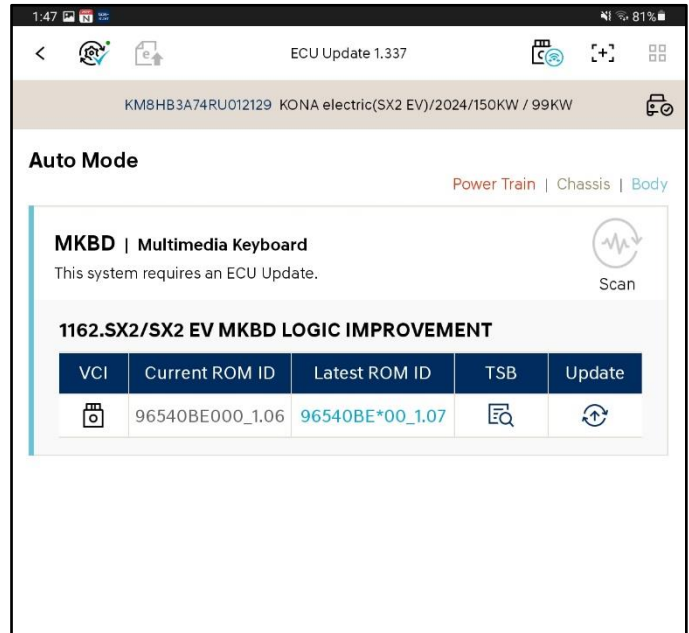 1:47 81%
ECU Update 1.337
KM8HB3A74RU012129 KONA electric(SX2 EV)/2024/150KW / 99KW
Auto Mode
Power Train | Chassis | Body
MKBD | Multimedia Keyboard
This system requires an ECU Update.
Scan
1162.SX2/SX2 EV MKBD LOGIC IMPROVEMENT
VCI Current ROM ID Latest ROM ID TSB Update
96540BE000_1.06 96540BE*00_1.07